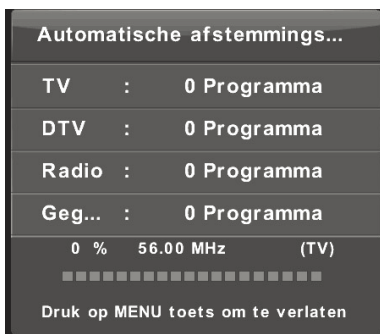 Automatische afstemmings...
TV : 0 Programma
DTV : 0 Programma
Radio : 0 Programma
Geg... : 0 Programma
0 % 56.00 MHz (TV)
Druk op MENU toets om te verlaten